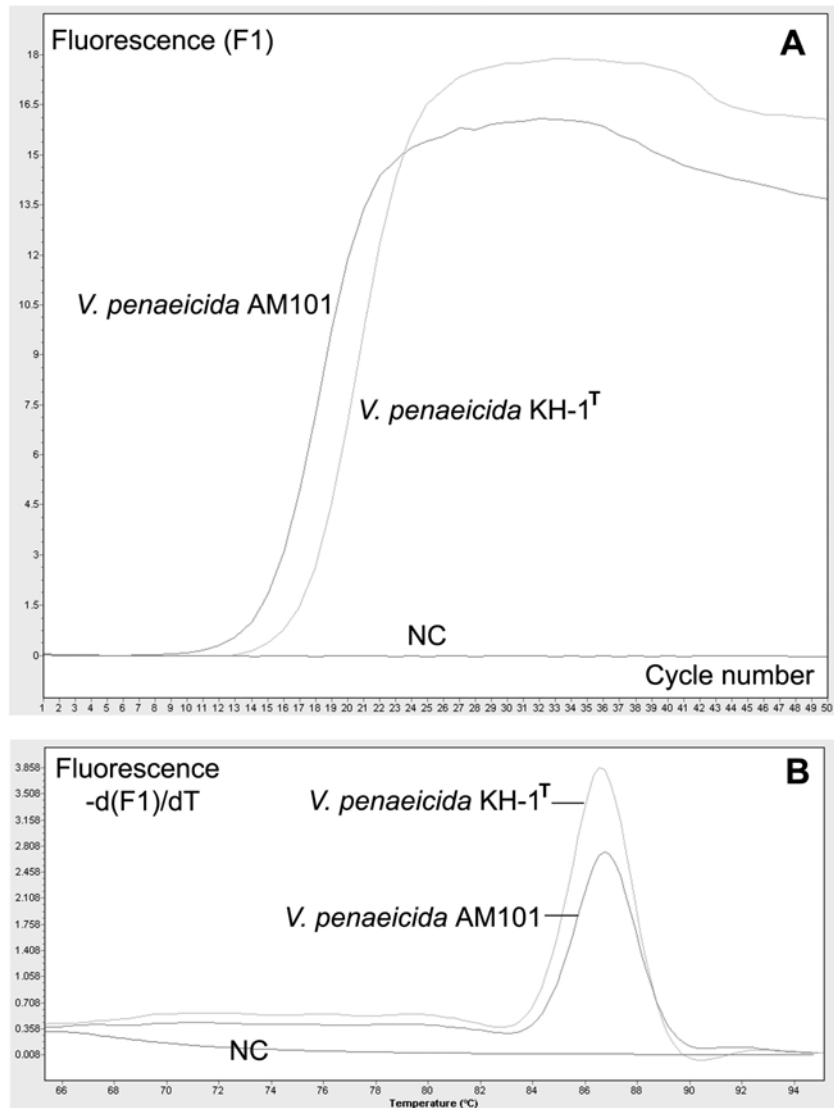 Fluorescence (F1)
A
18
16.5
15
13.5
12
10.5
9
7.5
6
4.5
3
1.5
0
V. penaeicida AM101
V. penaeicida KH-1ᵀ
NC
Cycle number
1 2 3 4 5 6 7 8 9 10 11 12 13 14 15 16 17 18 19 20 21 22 23 24 25 26 27 28 29 30 31 32 33 34 35 36 37 38 39 40 41 42 43 44 45 46 47 48 49 50
Fluorescence
-d(F1)/dT
B
3.858
3.508
3.158
2.808
2.458
2.108
1.758
1.408
1.058
0.708
0.358
0.008
V. penaeicida KH-1ᵀ
V. penaeicida AM101
NC
66 70 72 74 76 78 80 82 84 86 88 90 92 94
Temperature (°C)